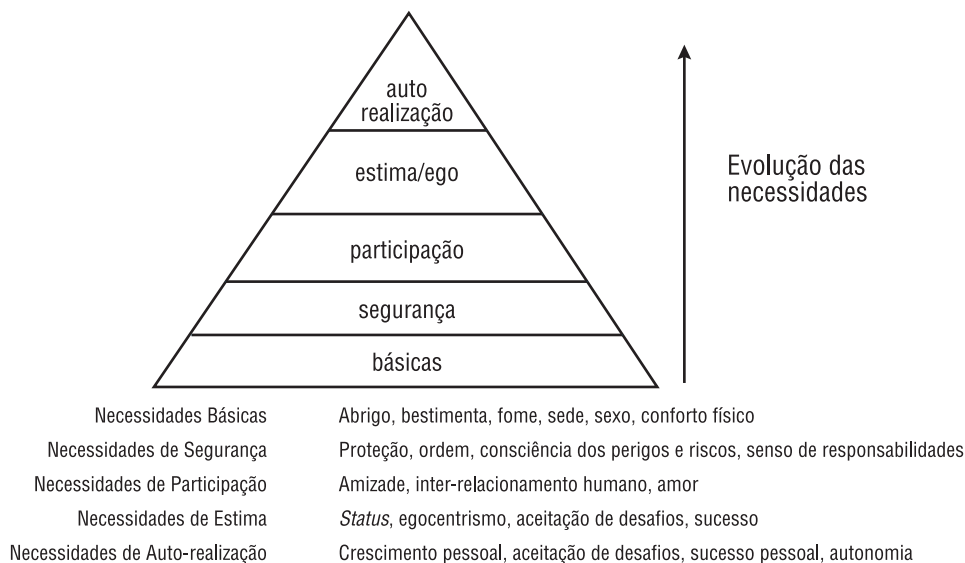 auto
realização
estima/ego
participação
segurança
básicas
Evolução das
necessidades
Necessidades Básicas Abrigo, bestimenta, fome, sede, sexo, conforto físico
Necessidades de Segurança Proteção, ordem, consciência dos perigos e riscos, senso de responsabilidades
Necessidades de Participação Amizade, inter-relacionamento humano, amor
Necessidades de Estima Status, egocentrismo, aceitação de desafios, sucesso
Necessidades de Auto-realização Crescimento pessoal, aceitação de desafios, sucesso pessoal, autonomia